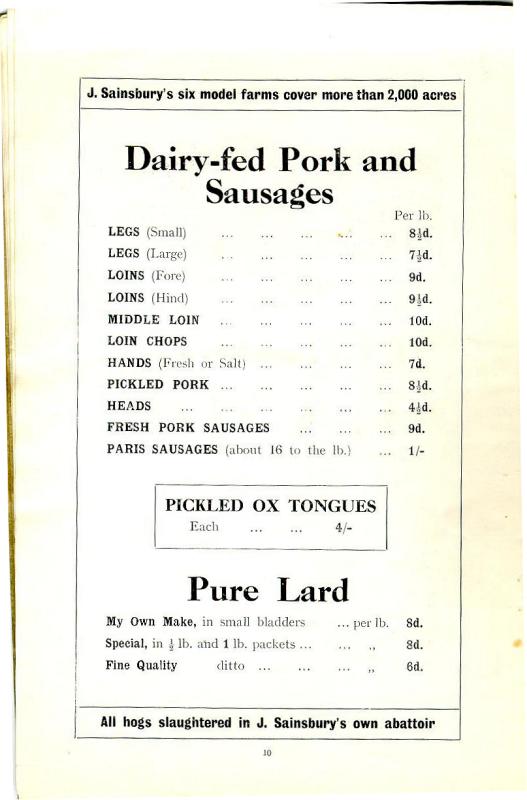 J. Sainsbury's six model farms cover more than 2,000 acres
Dairy-fed Pork and
Sausages
Per lb.
LEGS (Small) ... ... ... ... ... 8½d.
LEGS (Large) ... ... ... ... ... 7½d.
LOINS (Fore) ... ... ... ... ... 9d.
LOINS (Hind) ... ... ... ... ... 9½d.
MIDDLE LOIN ... ... ... ... ... 10d.
LOIN CHOPS ... ... ... ... ... 10d.
HANDS (Fresh or Salt) ... ... ... ... 7d.
PICKLED PORK ... ... ... ... ... 8½d.
HEADS ... ... ... ... ... ... 4½d.
FRESH PORK SAUSAGES ... ... ... 9d.
PARIS SAUSAGES (about 16 to the lb.) ... 1/-
PICKLED OX TONGUES
Each ... ... 4/-
Pure Lard
My Own Make, in small bladders ... per lb. 8d.
Special, in ½ lb. and 1 lb. packets ... ... ,, 8d.
Fine Quality ditto ... ... ... ,, 6d.
All hogs slaughtered in J. Sainsbury's own abattoir
10